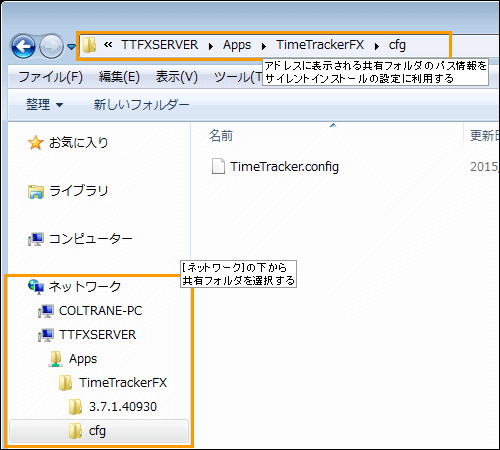 « TTFXSERVER ▸ Apps ▸ TimeTrackerFX ▸ cfg
アドレスに表示される共有フォルダのパス情報を
サイレントインストールの設定に利用する
ファイル(F) 編集(E) 表示(V) ツール(T)
整理 ▾ 新しいフォルダー
名前 更新日
お気に入り
TimeTracker.config 2015/
ライブラリ
コンピューター
[ネットワーク]の下から
共有フォルダを選択する
ネットワーク
COLTRANE-PC
TTFXSERVER
Apps
TimeTrackerFX
3.7.1.40930
cfg